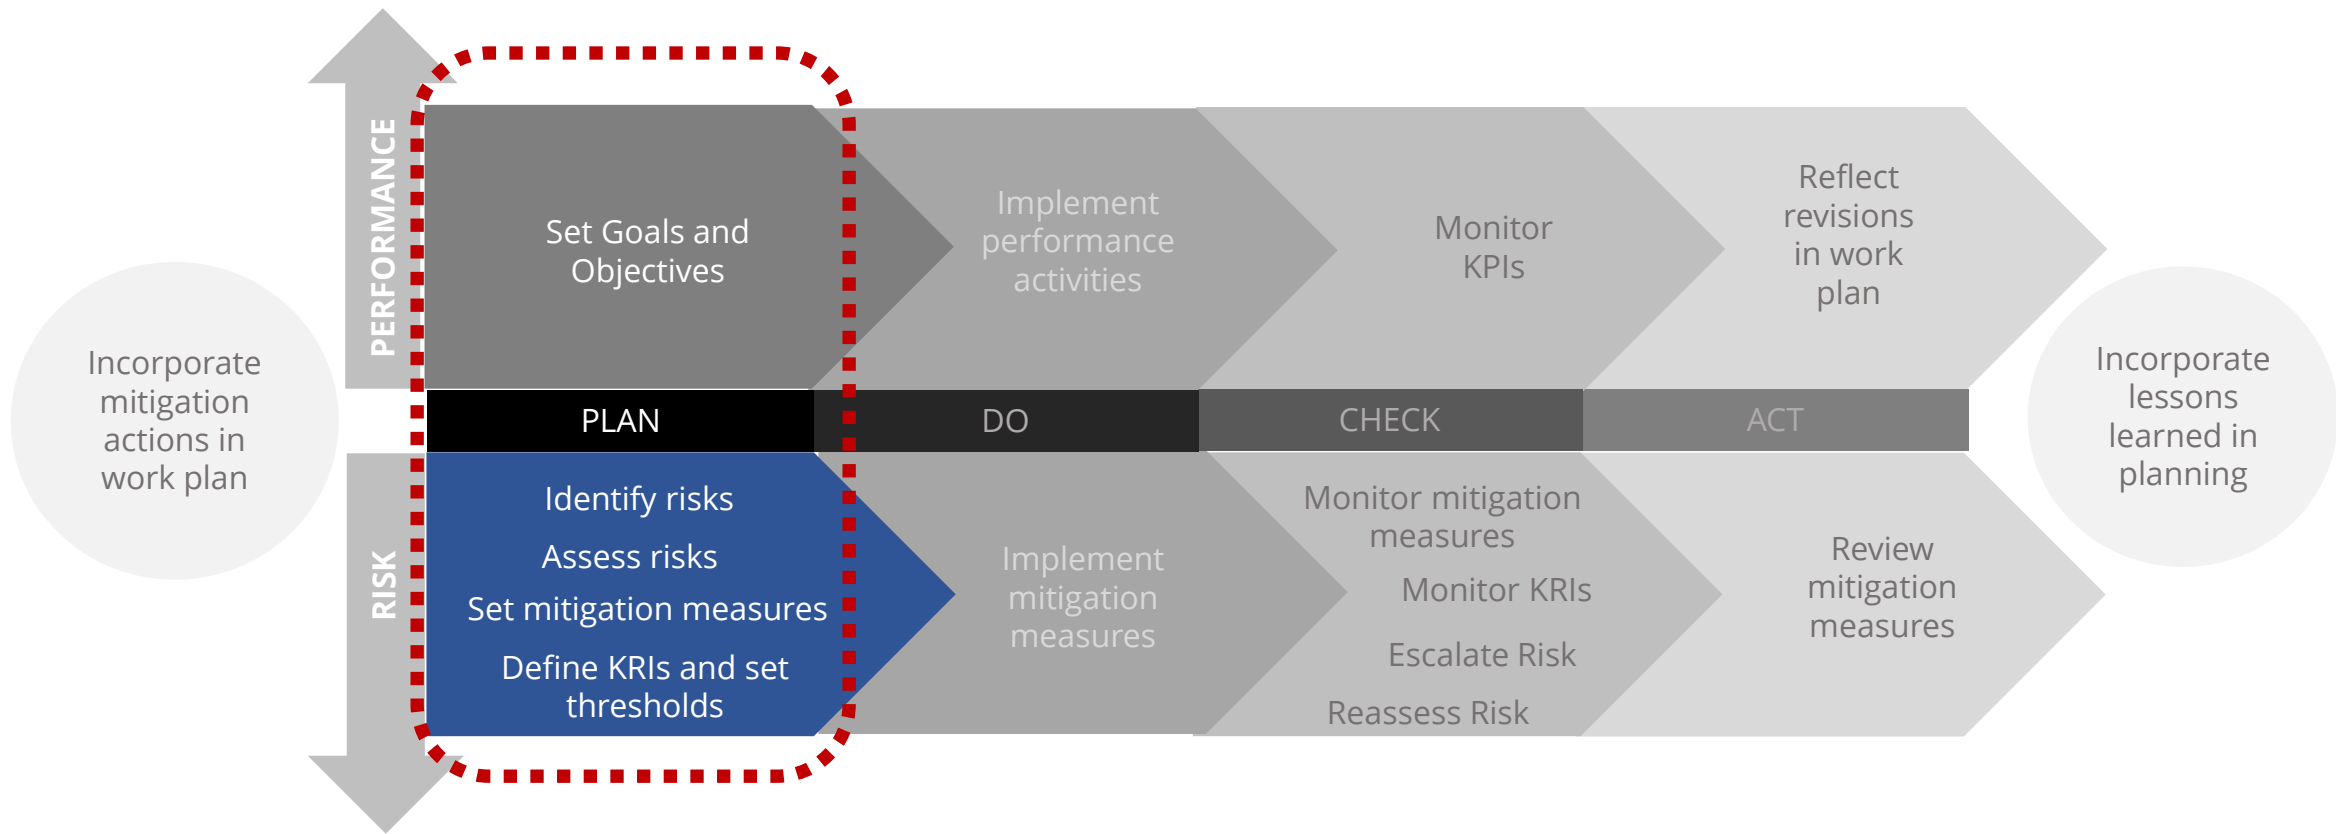 Incorporate
mitigation
actions in
work plan
PERFORMANCE
Set Goals and
Objectives
Implement
performance
activities
Monitor
KPIs
Reflect
revisions
in work
plan
PLAN
DO
CHECK
ACT
RISK
Identify risks
Assess risks
Set mitigation measures
Define KRIs and set
thresholds
Implement
mitigation
measures
Monitor mitigation
measures
Monitor KRIs
Escalate Risk
Reassess Risk
Review
mitigation
measures
Incorporate
lessons
learned in
planning